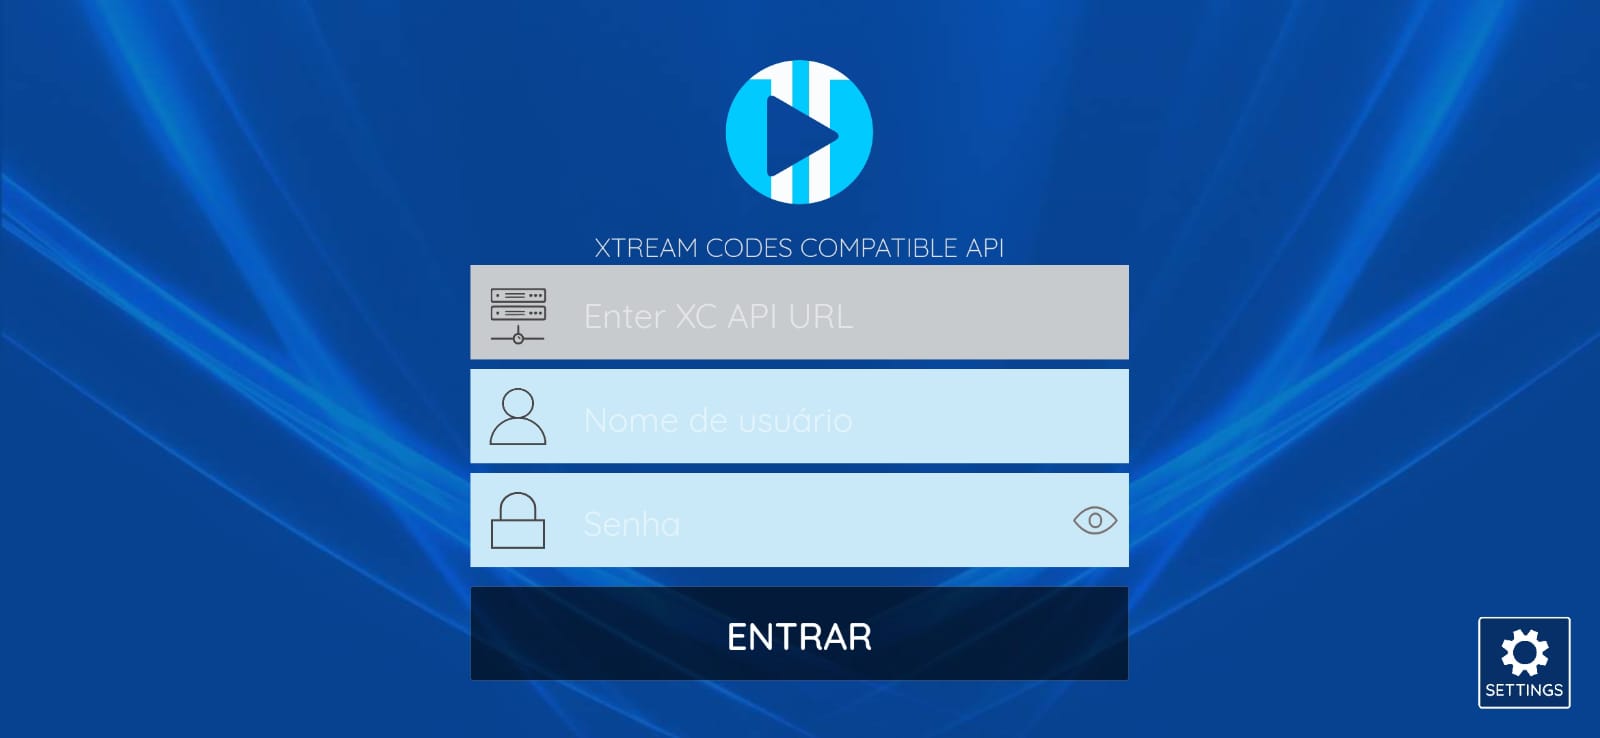 XTREAM CODES COMPATIBLE API
Enter XC API URL
Nome de usuário
Senha
ENTRAR
SETTINGS